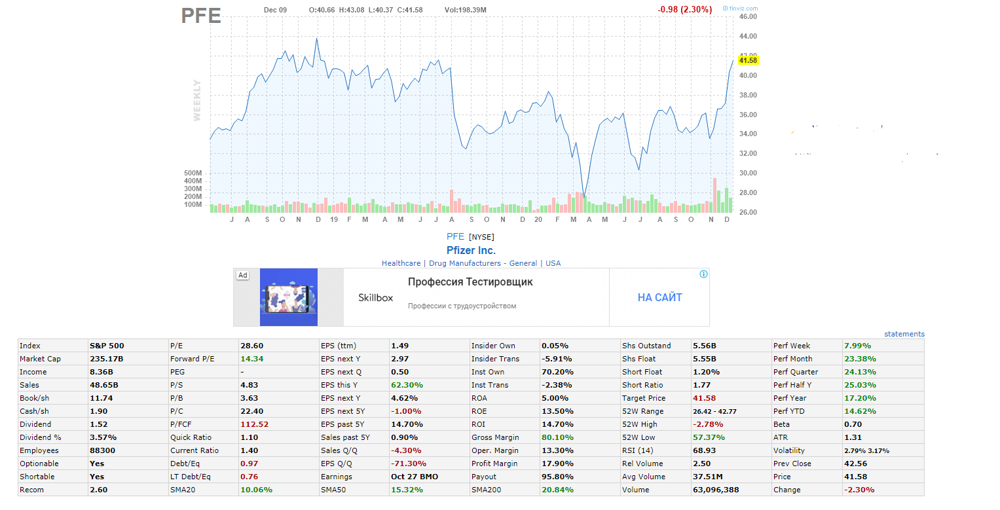 PFE Dec 09 O:40.66 H:43.08 L:40.37 C:41.58 Vol:198.39M -0.98 (2.30%) © finviz.com
46.00
44.00
42.00
41.58
40.00
38.00
WEEKLY
36.00
34.00
32.00
30.00
28.00
26.00
500M
400M
300M
200M
100M
J A S O N D 19 F M A M J J A S O N D 20 F M A M J J A S O N D
PFE [NYSE]
Pfizer Inc.
Healthcare | Drug Manufacturers - General | USA
Ad
404
Skillbox
Профессия Тестировщик
Профессии с трудоустройством
НА САЙТ
statements
Index S&P 500 P/E 28.60 EPS (ttm) 1.49 Insider Own 0.05% Shs Outstand 5.56B Perf Week 7.99%
Market Cap 235.17B Forward P/E 14.34 EPS next Y 2.97 Insider Trans -5.91% Shs Float 5.55B Perf Month 23.38%
Income 8.36B PEG - EPS next Q 0.50 Inst Own 70.20% Short Float 1.20% Perf Quarter 24.13%
Sales 48.65B P/S 4.83 EPS this Y 62.30% Inst Trans -2.38% Short Ratio 1.77 Perf Half Y 25.03%
Book/sh 11.74 P/B 3.63 EPS next Y 4.62% ROA 5.00% Target Price 41.58 Perf Year 17.20%
Cash/sh 1.90 P/C 22.40 EPS next 5Y -1.00% ROE 13.50% 52W Range 26.42 - 42.77 Perf YTD 14.62%
Dividend 1.52 P/FCF 112.52 EPS past 5Y 14.70% ROI 14.70% 52W High -2.78% Beta 0.70
Dividend % 3.57% Quick Ratio 1.10 Sales past 5Y 0.90% Gross Margin 80.10% 52W Low 57.37% ATR 1.31
Employees 88300 Current Ratio 1.40 Sales Q/Q -4.30% Oper. Margin 13.30% RSI (14) 68.93 Volatility 2.79% 3.17%
Optionable Yes Debt/Eq 0.97 EPS Q/Q -71.30% Profit Margin 17.90% Rel Volume 2.50 Prev Close 42.56
Shortable Yes LT Debt/Eq 0.76 Earnings Oct 27 BMO Payout 95.80% Avg Volume 37.51M Price 41.58
Recom 2.60 SMA20 10.06% SMA50 15.32% SMA200 20.84% Volume 63,096,388 Change -2.30%